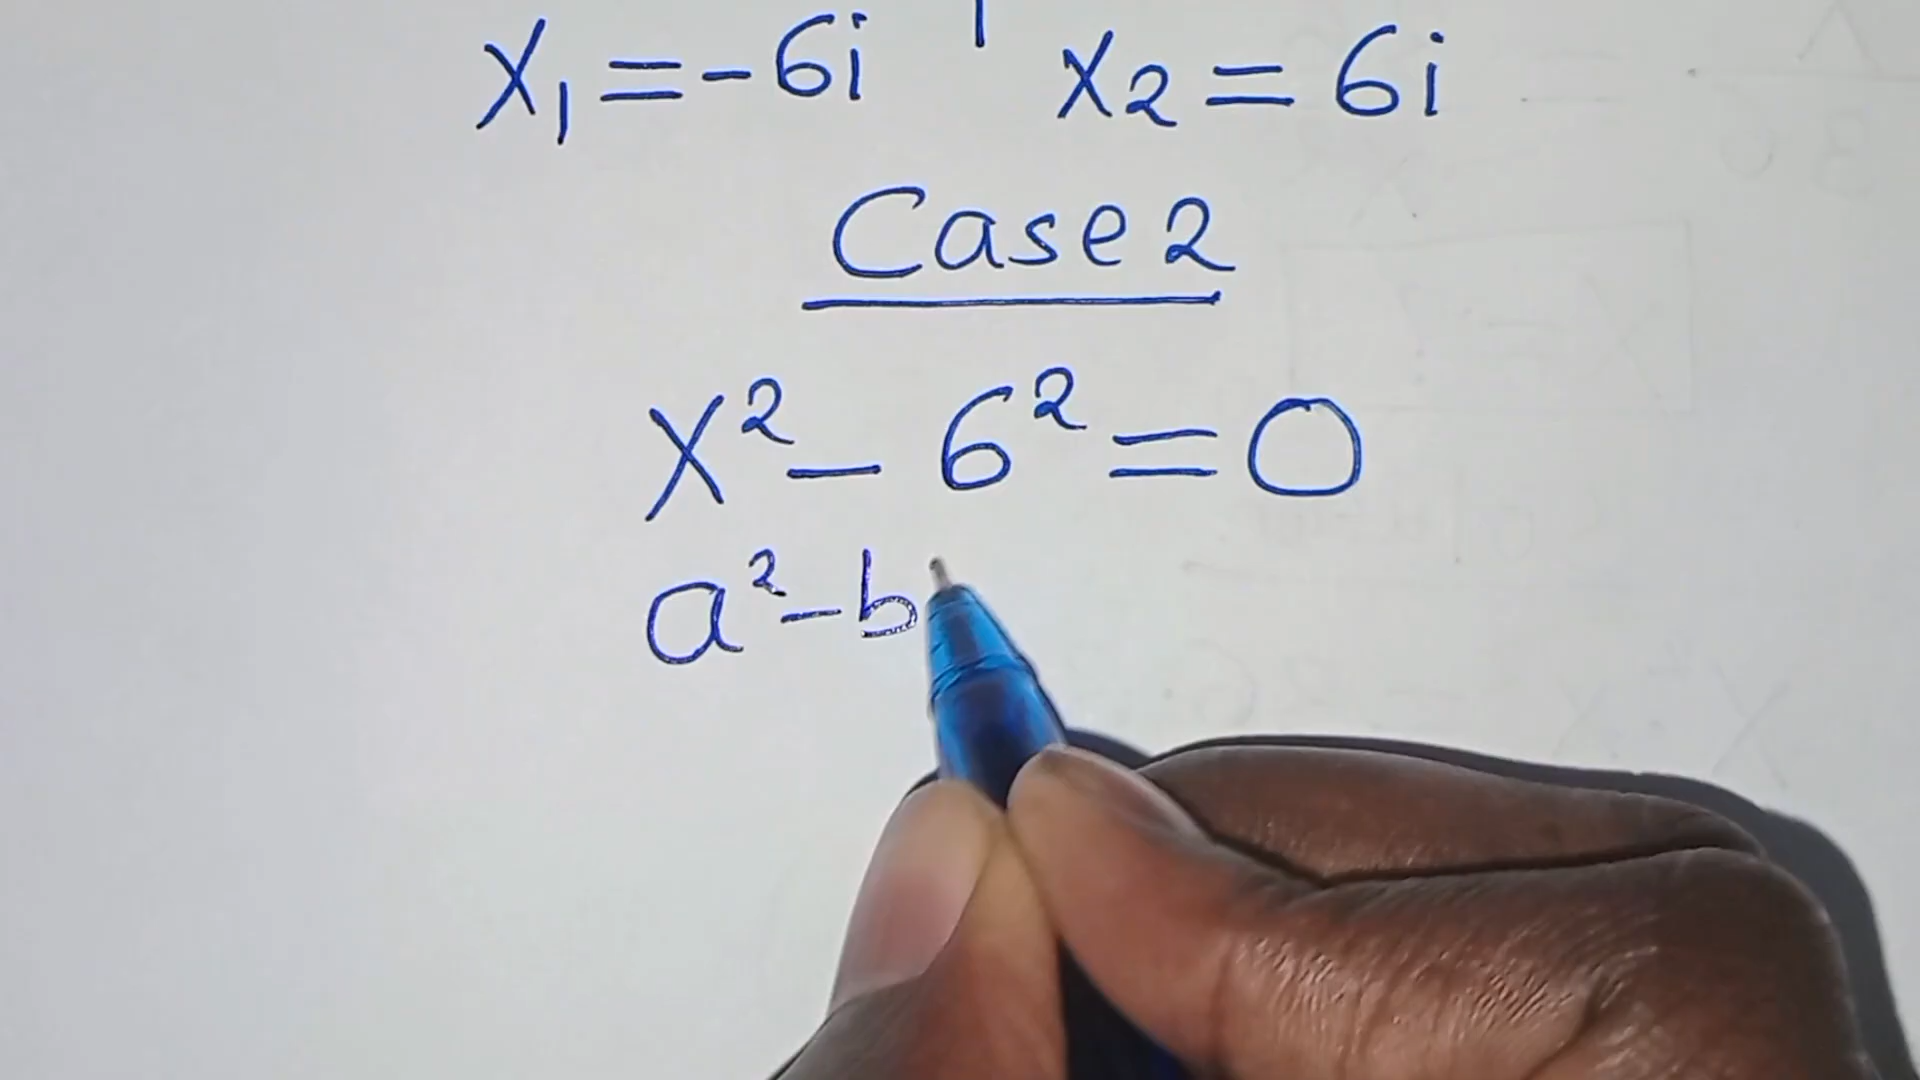 x₁ = -6i x₂ = 6i
Case 2
x² - 6² = 0
a² - b